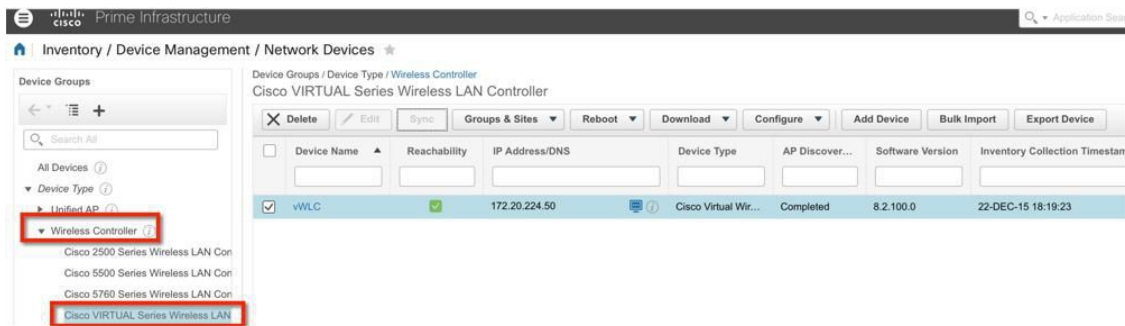 cisco Prime Infrastructure
Application Sea
Inventory / Device Management / Network Devices
Device Groups
Search All
All Devices
Device Type
Unified AP
Wireless Controller
Cisco 2500 Series Wireless LAN Con
Cisco 5500 Series Wireless LAN Con
Cisco 5760 Series Wireless LAN Con
Cisco VIRTUAL Series Wireless LAN
Device Groups / Device Type / Wireless Controller
Cisco VIRTUAL Series Wireless LAN Controller
Delete Edit Sync Groups & Sites Reboot Download Configure Add Device Bulk Import Export Device
Device Name Reachability IP Address/DNS Device Type AP Discover... Software Version Inventory Collection Timestam
vWLC 172.20.224.50 Cisco Virtual Wir... Completed 8.2.100.0 22-DEC-15 18:19:23